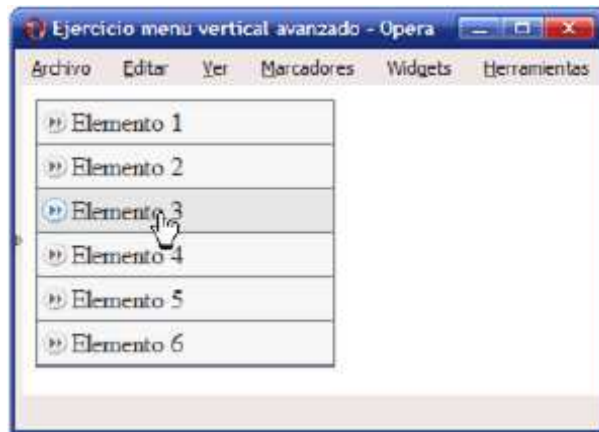 Ejercicio menu vertical avanzado - Opera
Archivo Editar Ver Marcadores Widgets Herramientas
Elemento 1
Elemento 2
Elemento 3
Elemento 4
Elemento 5
Elemento 6